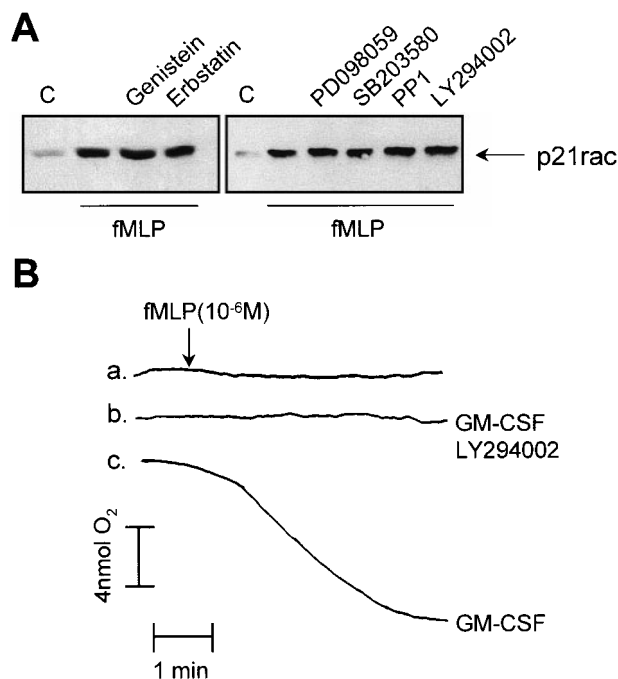 A
C Genistein Erbstatin C PD098059 SB203580 PP1 LY294002
p21rac
fMLP fMLP
B
fMLP(10⁻⁶M)
a.
b. GM-CSF
LY294002
c.
4nmol O₂
GM-CSF
1 min